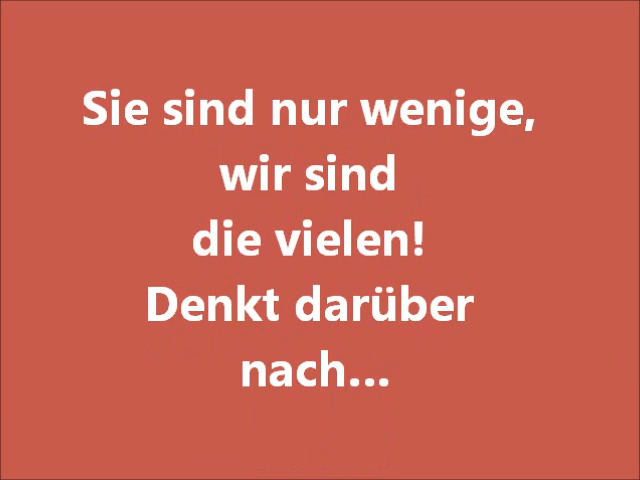 Sie sind nur wenige,
wir sind
die vielen!
Denkt darüber
nach...